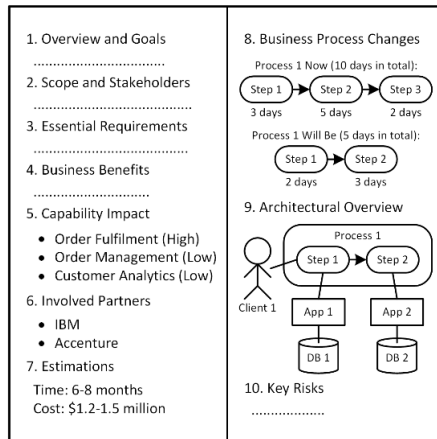 1. Overview and Goals
.................................
2. Scope and Stakeholders
........................................
3. Essential Requirements
.......................................
4. Business Benefits
.............................
5. Capability Impact
• Order Fulfilment (High)
• Order Management (Low)
• Customer Analytics (Low)
6. Involved Partners
• IBM
• Accenture
7. Estimations
Time: 6-8 months
Cost: $1.2-1.5 million
8. Business Process Changes
Process 1 Now (10 days in total):
Step 1 Step 2 Step 3
3 days 5 days 2 days
Process 1 Will Be (5 days in total):
Step 1 Step 2
2 days 3 days
9. Architectural Overview
Process 1
Step 1 Step 2
Client 1
App 1 App 2
DB 1 DB 2
10. Key Risks
...................